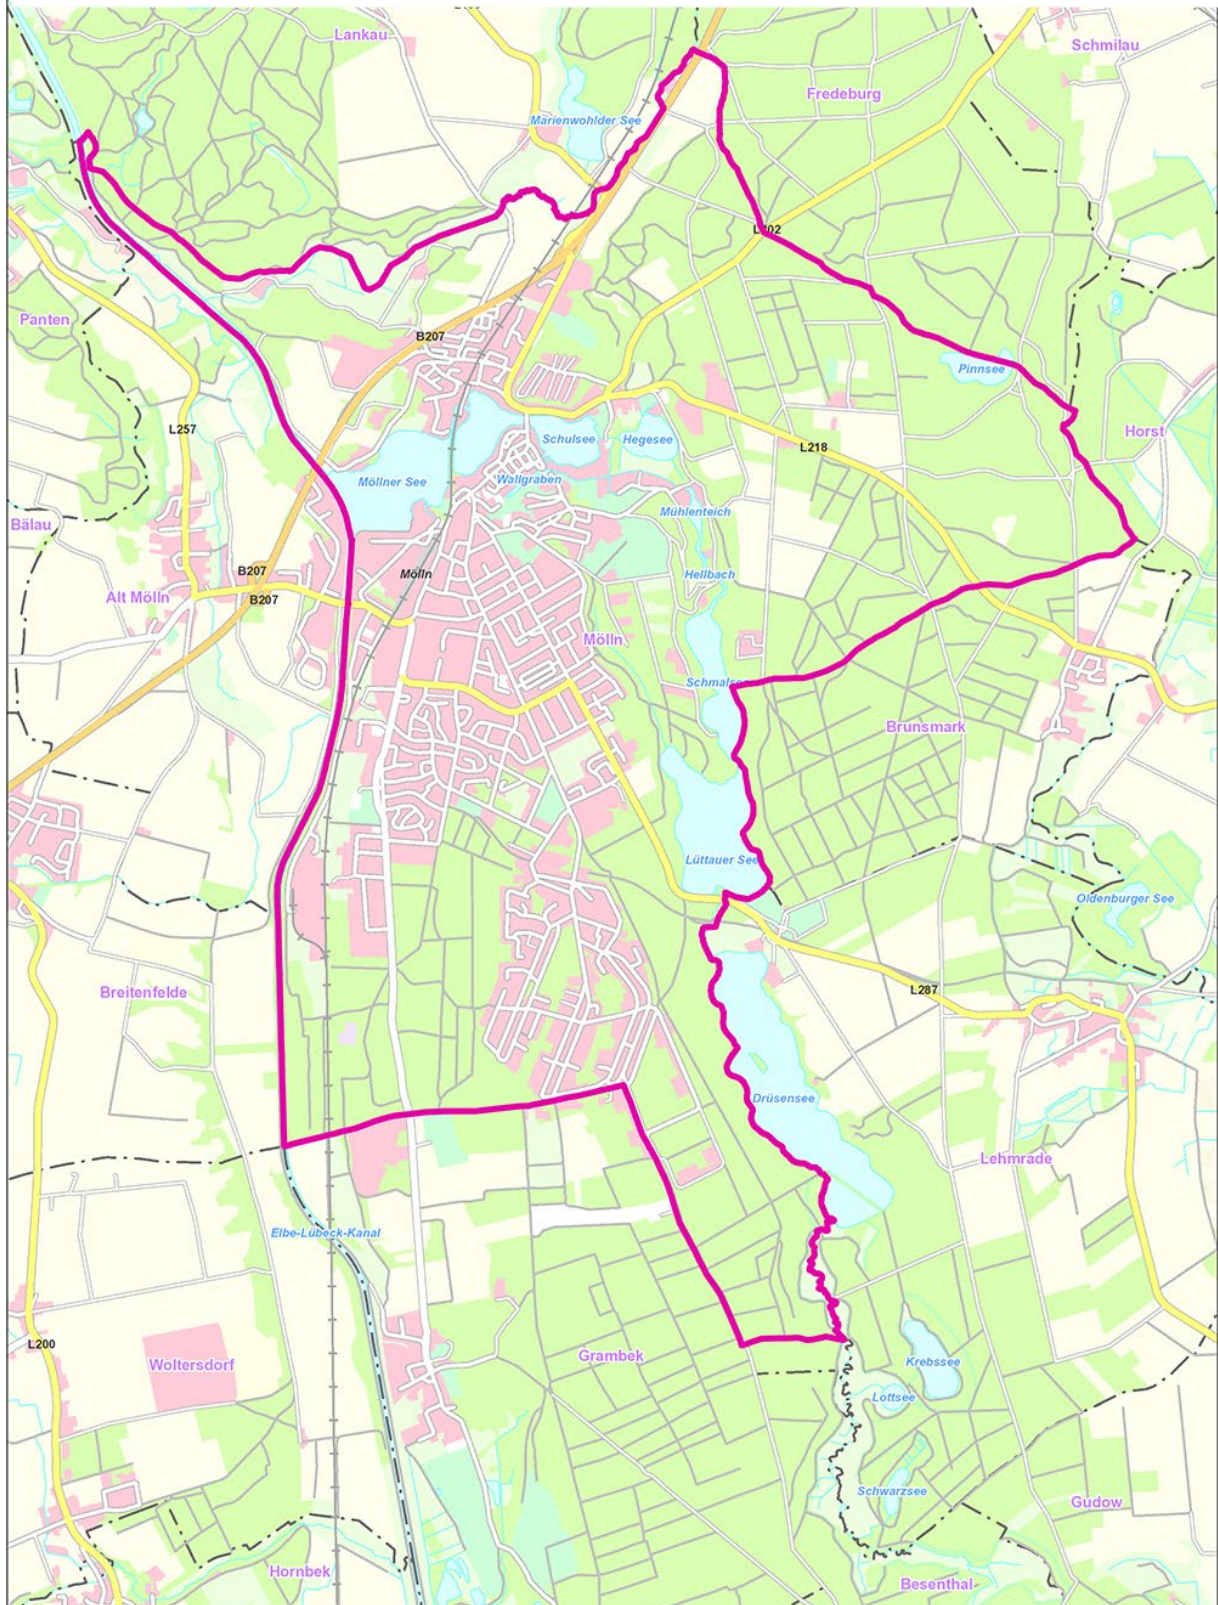 Lankau
Schmilau
Fredeburg
Marienwohlder See
L202
Panten
B207
Pinnsee
L257
Schulsee
Hegesee
Horst
L218
Möllner See
Wallgraben
Mühlenteich
Bälau
B207
Mölln
Hellbach
Alt Mölln
B207
Mölln
Schmalsee
Brunsmark
Lüttauer See
Oldenburger See
Breitenfelde
L287
Drüsensee
Lehmrade
Elbe-Lübeck-Kanal
L200
Woltersdorf
Grambek
Krebssee
Lottsee
Schwarzsee
Gudow
Hornbek
Besenthal